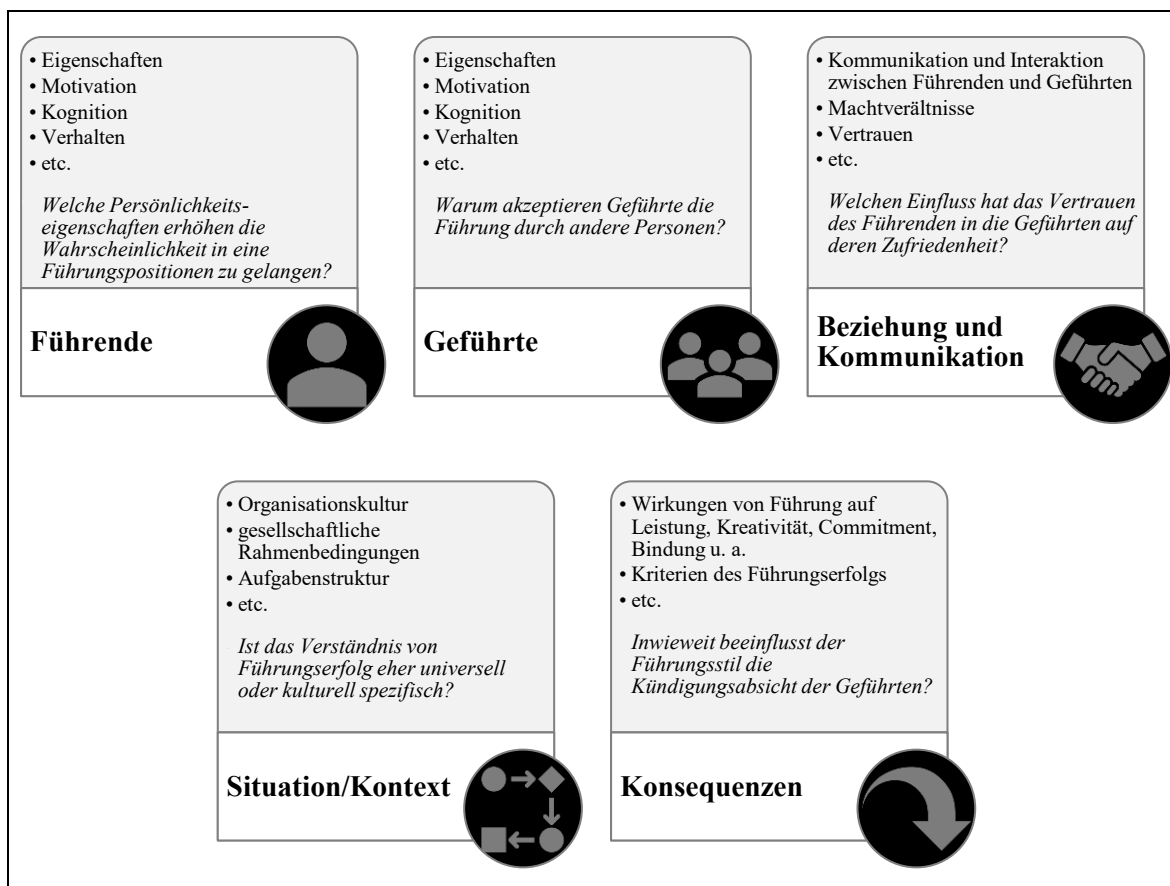 • Eigenschaften
• Motivation
• Kognition
• Verhalten
• etc.
Welche Persönlichkeits-
eigenschaften erhöhen die
Wahrscheinlichkeit in eine
Führungspositionen zu gelangen?
Führende
• Eigenschaften
• Motivation
• Kognition
• Verhalten
• etc.
Warum akzeptieren Geführte die
Führung durch andere Personen?
Geführte
• Kommunikation und Interaktion
zwischen Führenden und Geführten
• Machtverältnisse
• Vertrauen
• etc.
Welchen Einfluss hat das Vertrauen
des Führenden in die Geführten auf
deren Zufriedenheit?
Beziehung und
Kommunikation
• Organisationskultur
• gesellschaftliche
Rahmenbedingungen
• Aufgabenstruktur
• etc.
Ist das Verständnis von
Führungserfolg eher universell
oder kulturell spezifisch?
Situation/Kontext
• Wirkungen von Führung auf
Leistung, Kreativität, Commitment,
Bindung u. a.
• Kriterien des Führungserfolgs
• etc.
Inwieweit beeinflusst der
Führungsstil die
Kündigungsabsicht der Geführten?
Konsequenzen